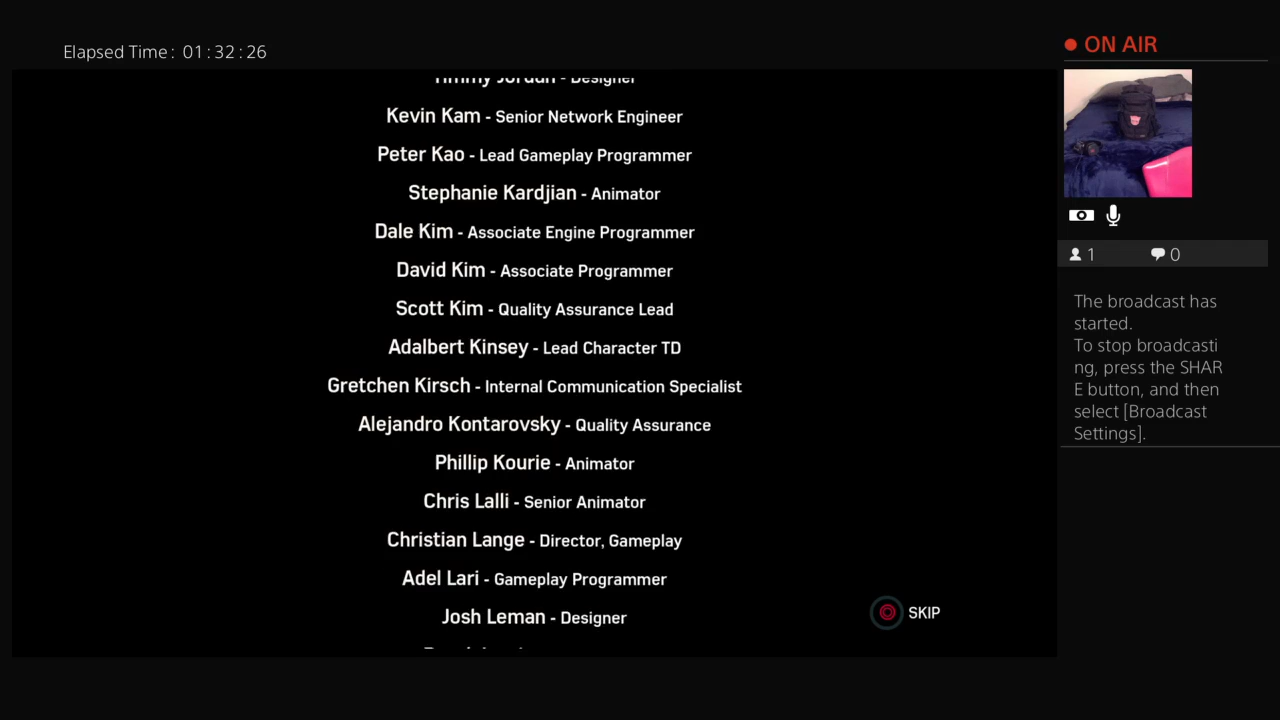 Elapsed Time: 01:32:26
ON AIR
Timmy Jordan - Designer
Kevin Kam - Senior Network Engineer
Peter Kao - Lead Gameplay Programmer
Stephanie Kardjian - Animator
Dale Kim - Associate Engine Programmer
David Kim - Associate Programmer
Scott Kim - Quality Assurance Lead
Adalbert Kinsey - Lead Character TD
Gretchen Kirsch - Internal Communication Specialist
Alejandro Kontarovsky - Quality Assurance
Phillip Kourie - Animator
Chris Lalli - Senior Animator
Christian Lange - Director, Gameplay
Adel Lari - Gameplay Programmer
Josh Leman - Designer
SKIP
1
0
The broadcast has
started.
To stop broadcasti
ng, press the SHAR
E button, and then
select [Broadcast
Settings].